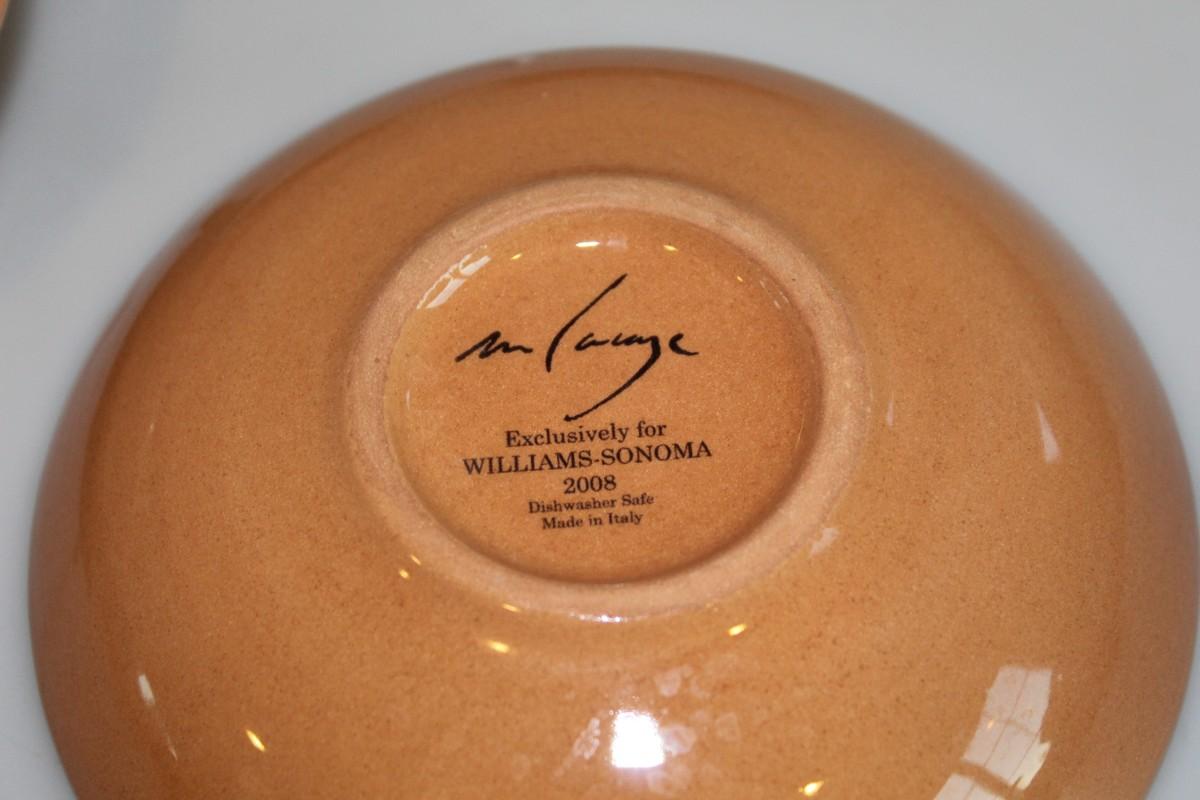 Exclusively for
WILLIAMS-SONOMA
2008
Dishwasher Safe
Made in Italy